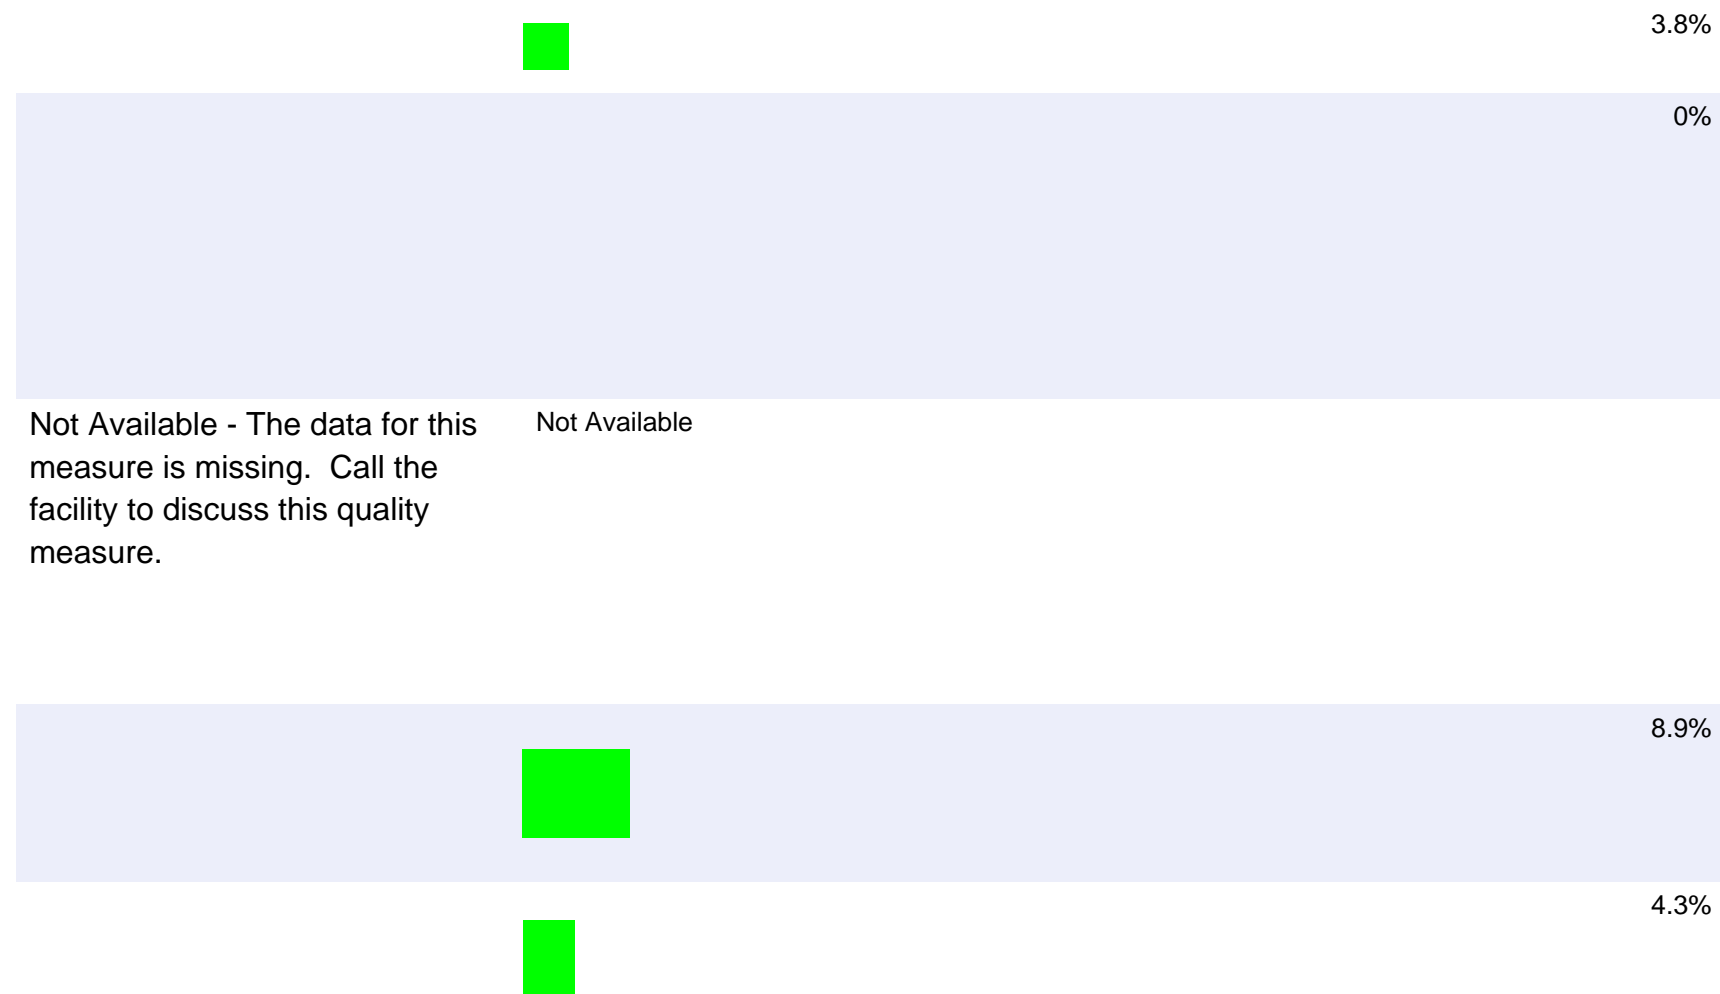 3.8%
0%
Not Available - The data for this
measure is missing.  Call the
facility to discuss this quality
measure.
Not Available
8.9%
4.3%